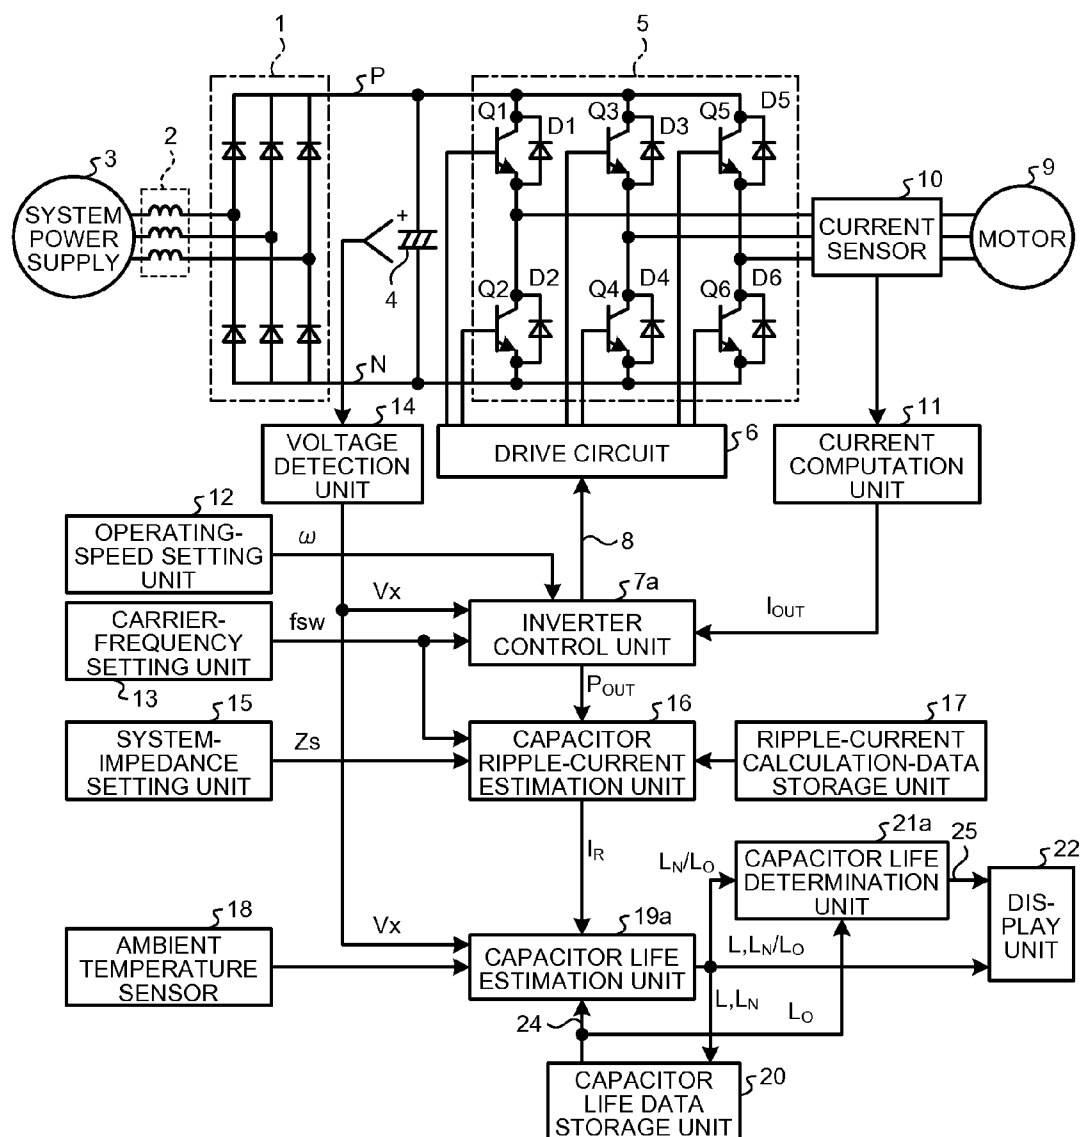 1
5
P
Q1
D1
Q3
D3
Q5
D5
2
3
SYSTEM
POWER
SUPPLY
+
4
10
CURRENT
SENSOR
9
MOTOR
Q2
D2
Q4
D4
Q6
D6
N
14
VOLTAGE
DETECTION
UNIT
DRIVE CIRCUIT
6
11
CURRENT
COMPUTATION
UNIT
12
OPERATING-
SPEED SETTING
UNIT
ω
8
Vx
7a
INVERTER
CONTROL UNIT
IOUT
CARRIER-
FREQUENCY
SETTING UNIT
fsw
13
POUT
15
SYSTEM-
IMPEDANCE
SETTING UNIT
Zs
16
CAPACITOR
RIPPLE-CURRENT
ESTIMATION UNIT
17
RIPPLE-CURRENT
CALCULATION-DATA
STORAGE UNIT
IR
21a
CAPACITOR LIFE
DETERMINATION
UNIT
25
22
DIS-
PLAY
UNIT
LN/LO
18
AMBIENT
TEMPERATURE
SENSOR
Vx
19a
CAPACITOR LIFE
ESTIMATION UNIT
L,LN/LO
L,LN
LO
24
CAPACITOR
LIFE DATA
STORAGE UNIT
20